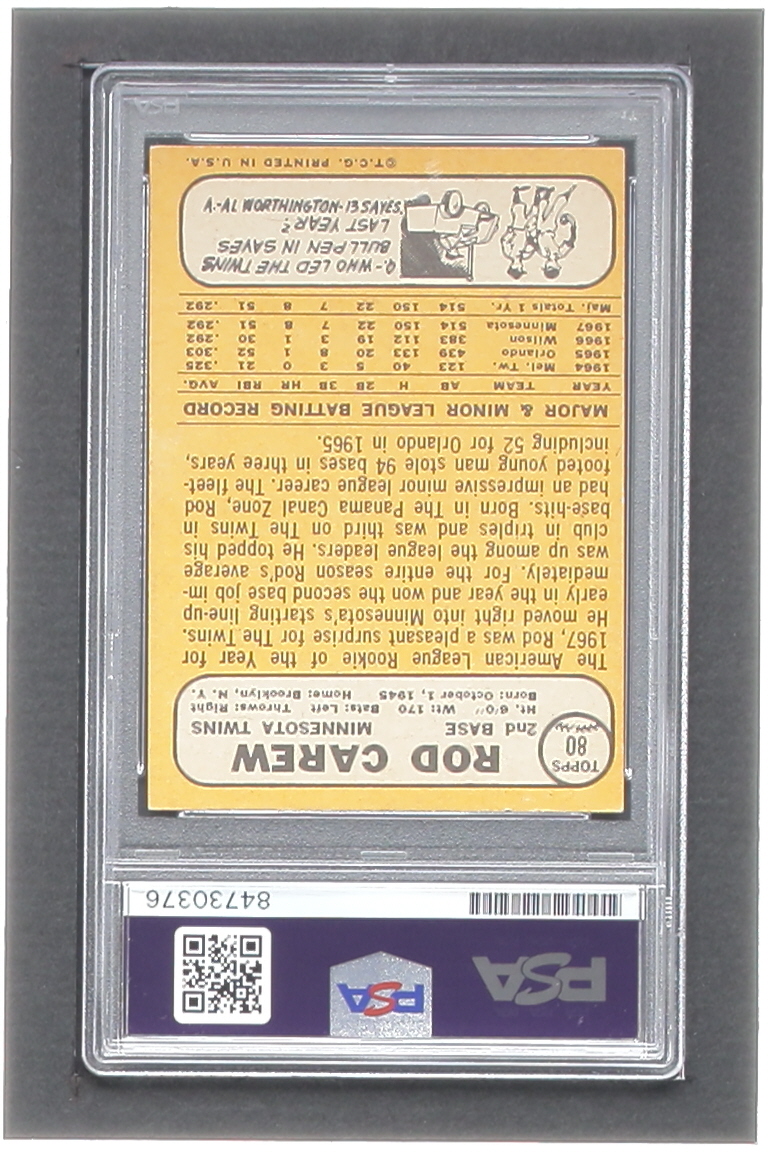 PSA
PSA
84730376
TOPPS
80
ROD CAREW
2nd BASE MINNESOTA TWINS
Ht. 6'0" Wt: 170 Bats: Left Throws: Right
Born: October 1, 1945 Home: Brooklyn, N. Y.
The American League Rookie of the Year for
1967, Rod was a pleasant surprise for The Twins.
He moved right into Minnesota's starting line-up
early in the year and won the second base job im-
mediately. For the entire season Rod's average
was up among the league leaders. He topped his
club in triples and was third on The Twins in
base-hits. Born in The Panama Canal Zone, Rod
had an impressive minor league career. The fleet-
footed young man stole 94 bases in three years,
including 52 for Orlando in 1965.
MAJOR & MINOR LEAGUE BATTING RECORD
YEAR TEAM AB H 2B 3B HR RBI AVG.
1964 Mel. Tw. 123 40 5 3 0 21 .325
1965 Orlando 439 133 20 8 1 52 .303
1966 Wilson 383 112 19 3 1 30 .292
1967 Minnesota 514 150 22 7 8 51 .292
Maj. Totals 1 Yr. 514 150 22 7 8 51 .292
Q.-WHO LED THE TWINS
BULLPEN IN SAVES
LAST YEAR?
A.-AL WORTHINGTON-13 SAVES.
©T.C.G. PRINTED IN U.S.A.
PSA